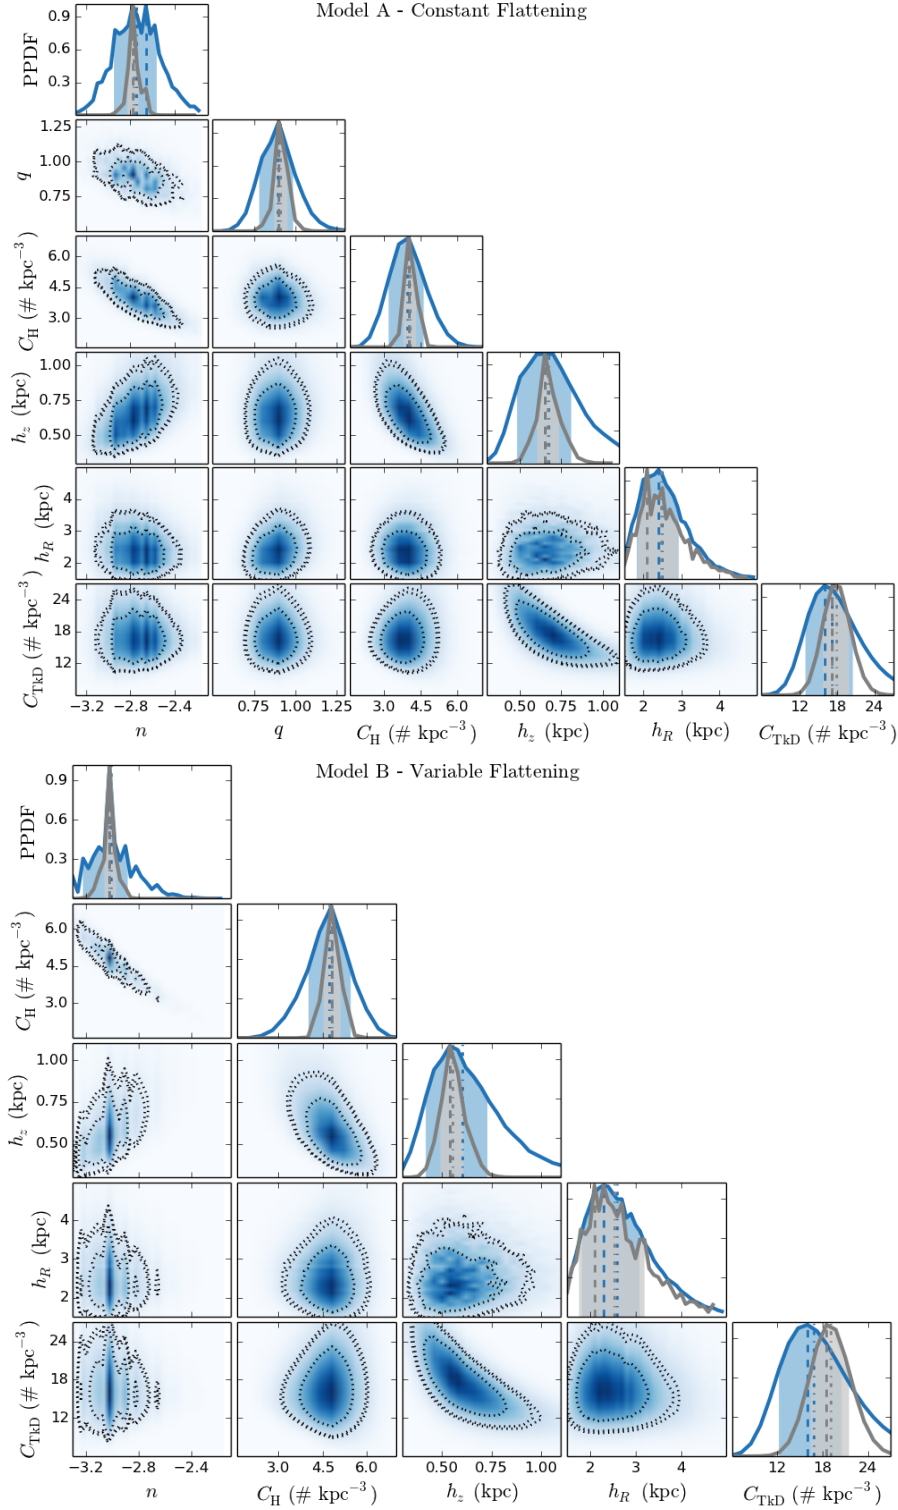 Model A - Constant Flattening
PPDF
0.9
0.6
0.3
q
1.25
1.00
0.75
C_H (# kpc⁻³)
6.0
4.5
3.0
h_z (kpc)
1.00
0.75
0.50
h_R (kpc)
4
3
2
C_TkD (# kpc⁻³)
24
18
12
−3.2 −2.4 0.75 1.00 1.25 3.0 4.5 6.0 0.50 0.75 1.00 2 3 4 12 18 24
n q C_H (# kpc⁻³) h_z (kpc) h_R (kpc) C_TkD (# kpc⁻³)
Model B - Variable Flattening
PPDF
0.9
0.6
0.3
C_H (# kpc⁻³)
6.0
4.5
3.0
h_z (kpc)
1.00
0.75
0.50
h_R (kpc)
4
3
2
C_TkD (# kpc⁻³)
24
18
12
−3.2 −2.4 3.0 4.5 6.0 0.50 0.75 1.00 2 3 4 12 18 24
n C_H (# kpc⁻³) h_z (kpc) h_R (kpc) C_TkD (# kpc⁻³)